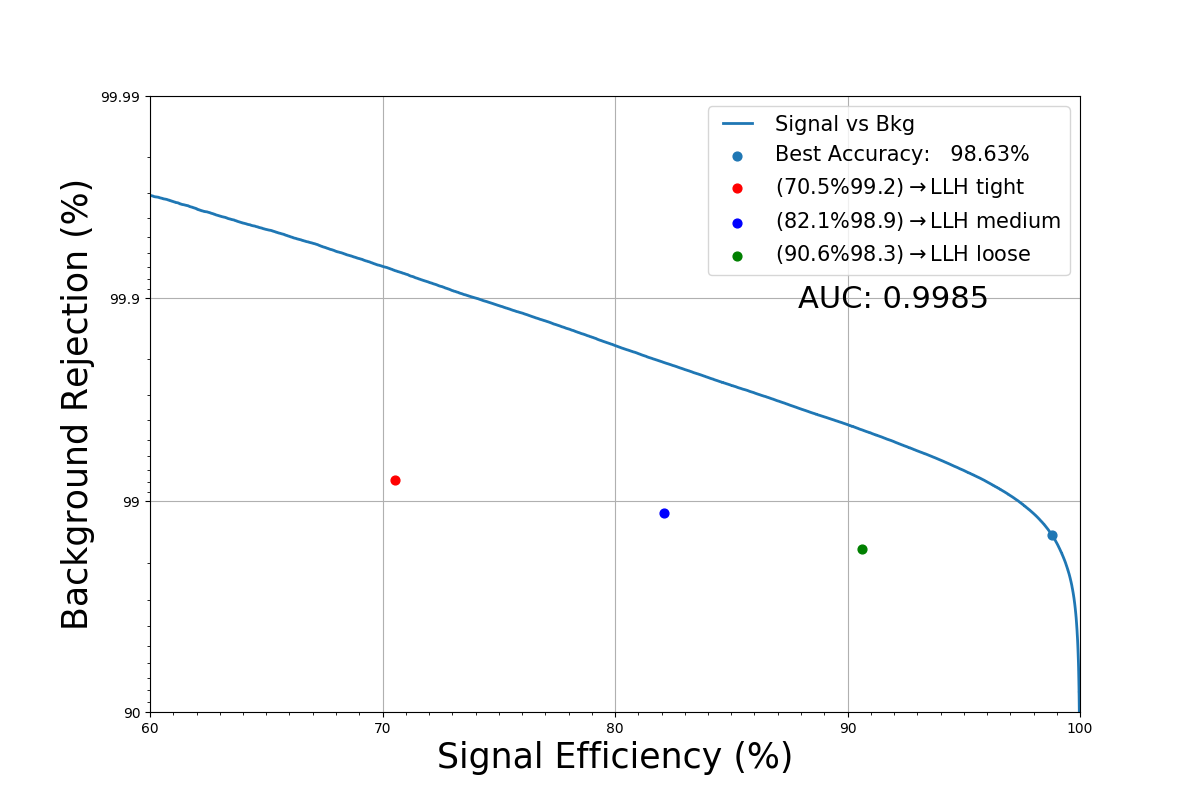 99.99
99.9
99
90
Background Rejection (%)
Signal vs Bkg
Best Accuracy: 98.63%
(70.5%99.2)→LLH tight
(82.1%98.9)→LLH medium
(90.6%98.3)→LLH loose
AUC: 0.9985
60 70 80 90 100
Signal Efficiency (%)